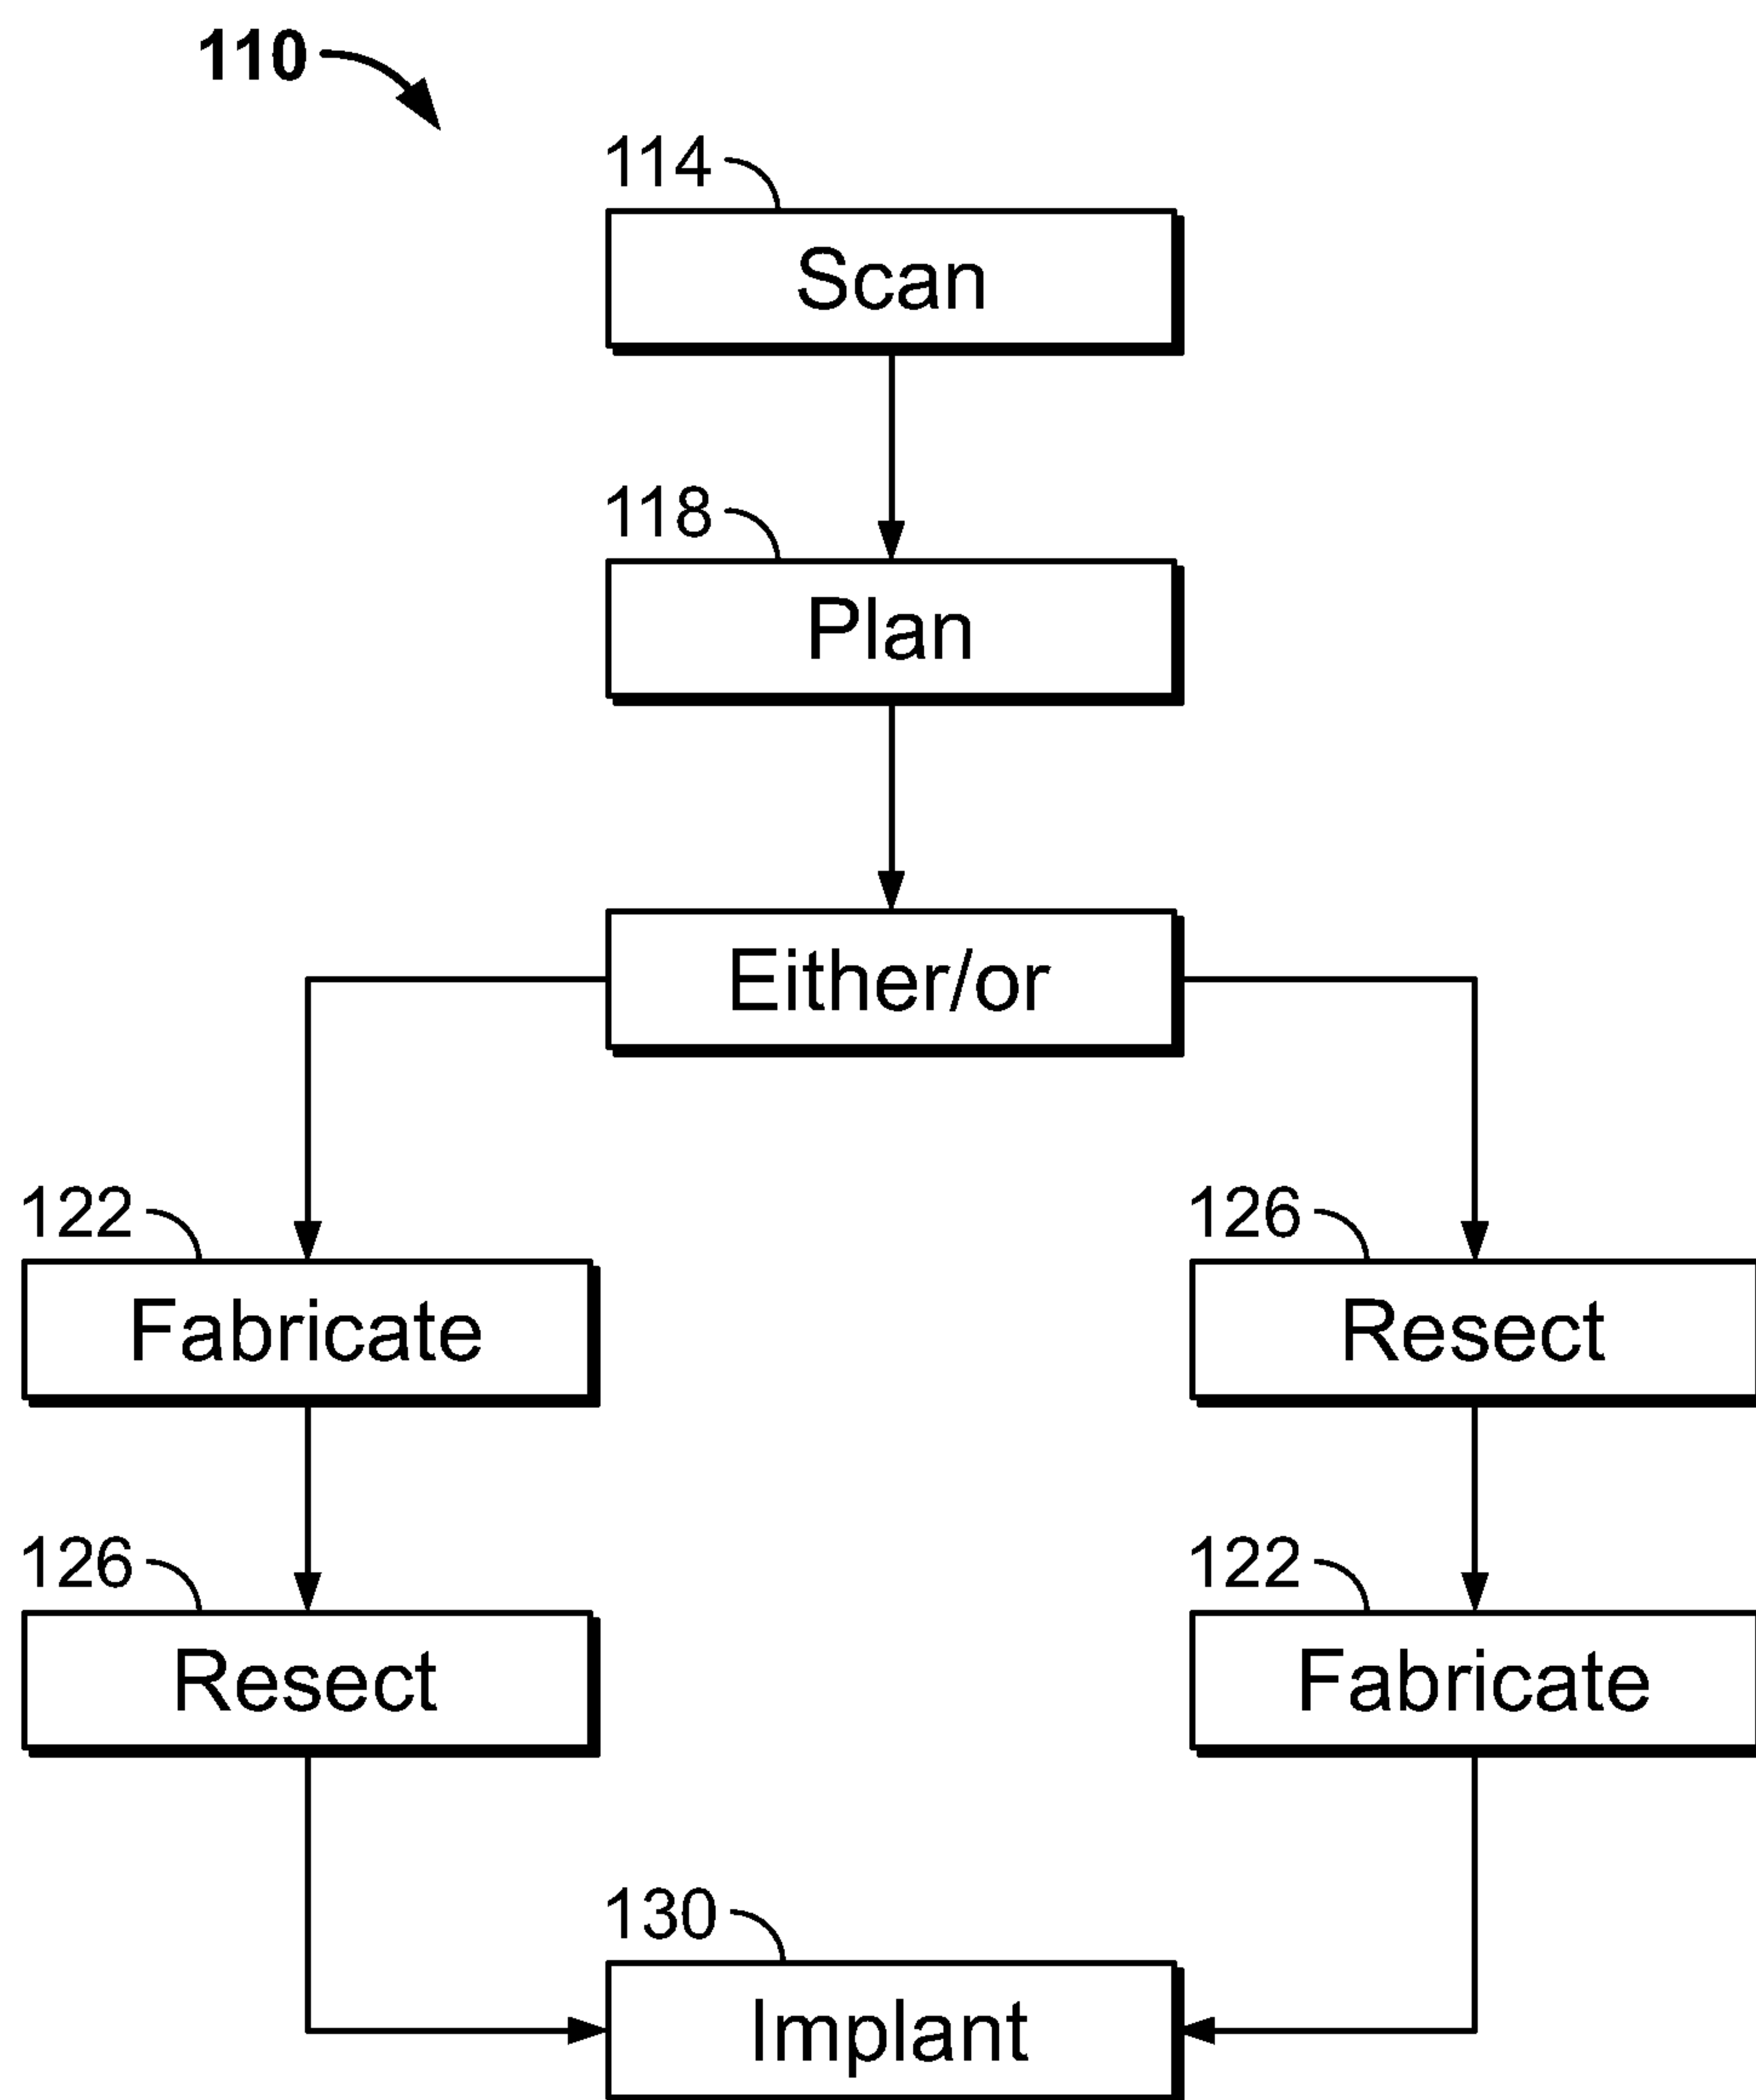 110
114
Scan
118
Plan
Either/or
122
126
Fabricate
Resect
126
122
Resect
Fabricate
130
Implant